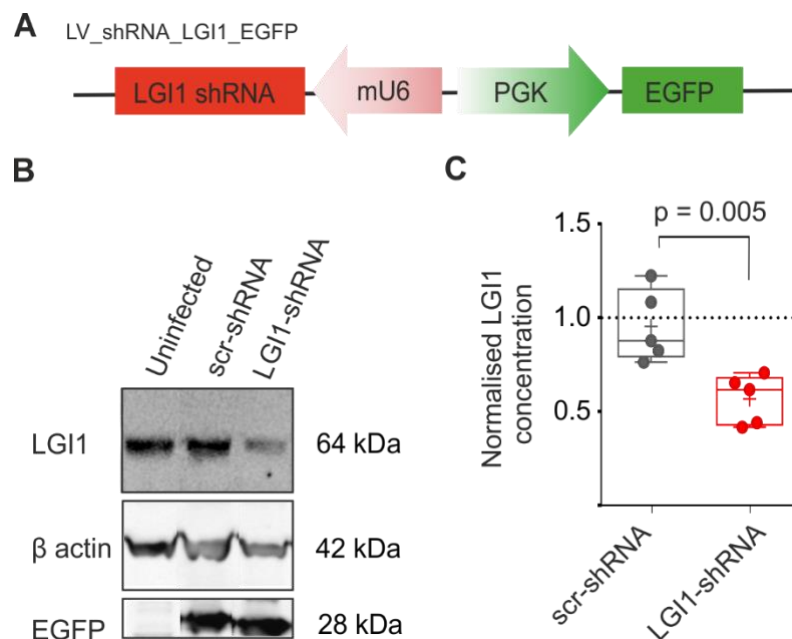 A
LV_shRNA_LGI1_EGFP
LGI1 shRNA mU6 PGK EGFP
B
Uninfected
scr-shRNA
LGI1-shRNA
LGI1 64 kDa
β actin 42 kDa
EGFP 28 kDa
C
p = 0.005
Normalised LGI1
concentration
1.5
1.0
0.5
scr-shRNA
LGI1-shRNA